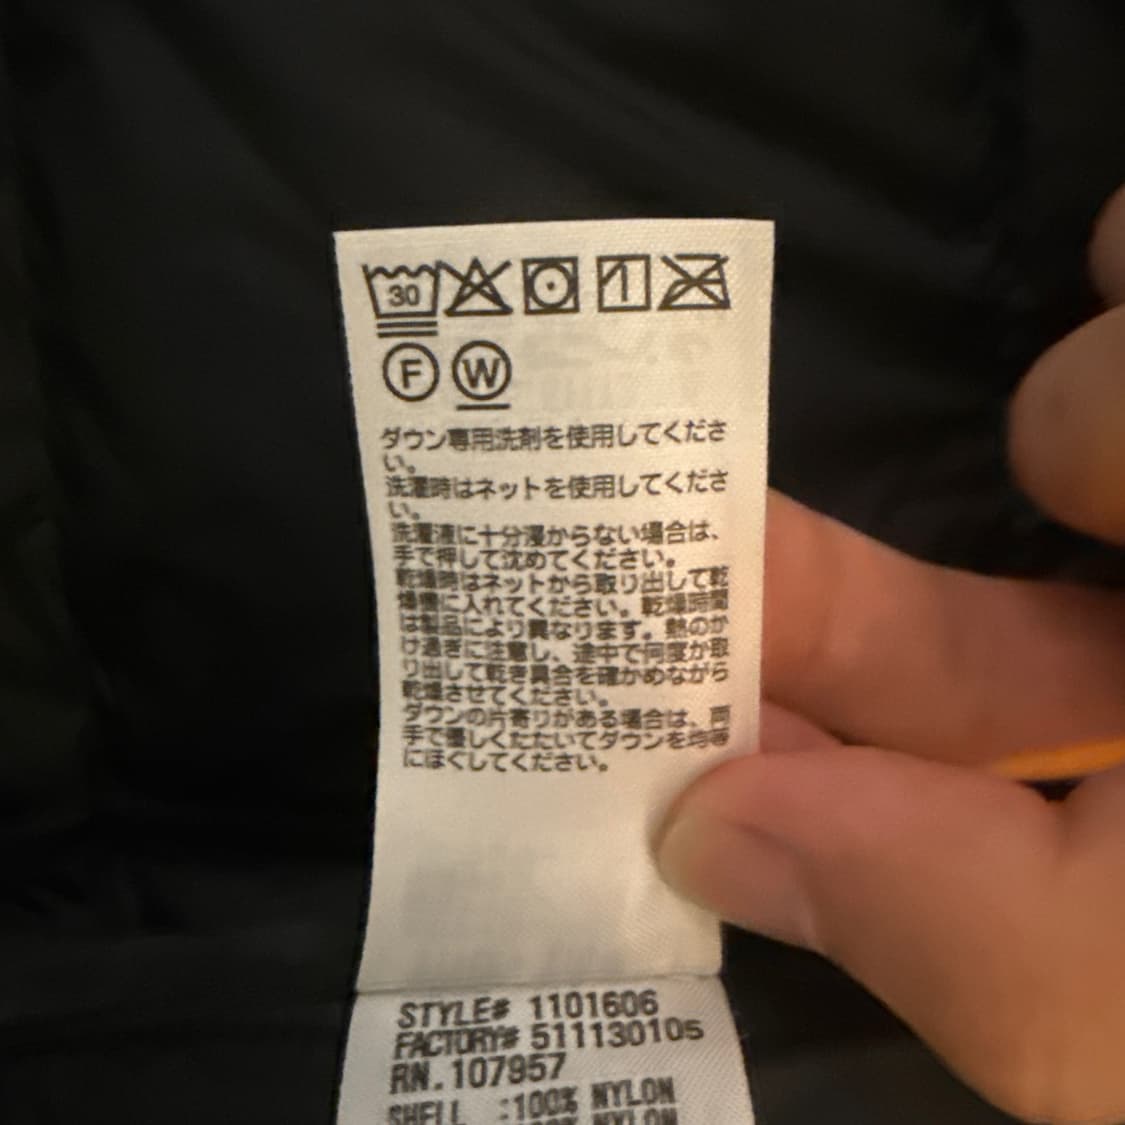 30
F W
ダウン専用洗剤を使用してくださ
い。
洗濯時はネットを使用してくださ
い。
洗濯液に十分浸からない場合は、
手で押して沈めてください。
乾燥時はネットから取り出して乾
燥機に入れてください。乾燥時間
は製品により異なります。熱のか
け過ぎに注意し、途中で何度か取
り出して乾き具合を確かめながら
乾燥させてください。
ダウンの片寄りがある場合は、両
手で優しくたたいてダウンを均等
にほぐしてください。
STYLE# 1101606
FACTORY# 51113010s
RN.107957
SHELL :100% NYLON
NYLON